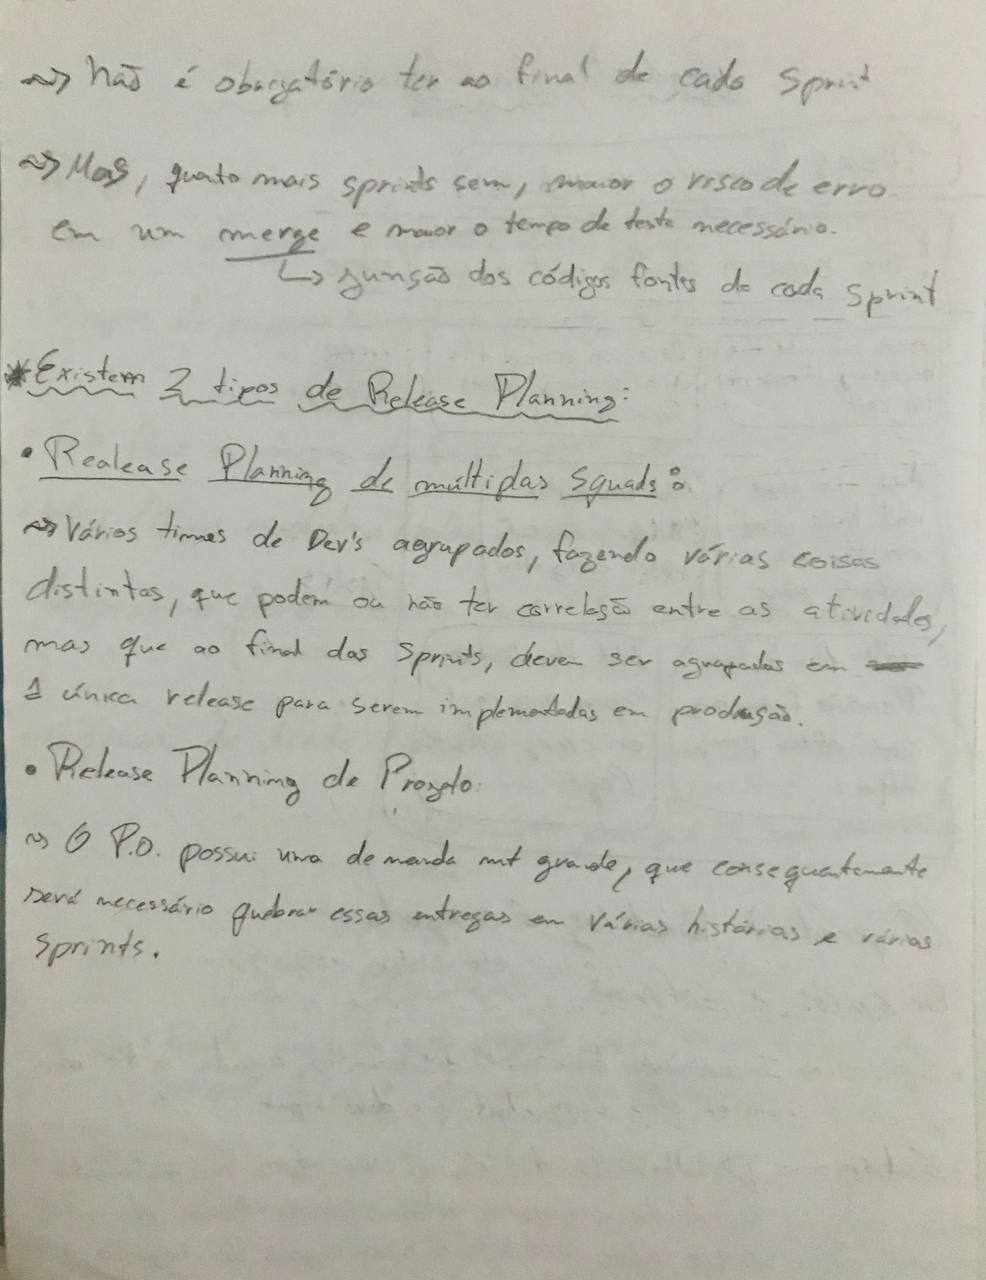 ~> Não é obrigatório ter ao final de cada Sprint
~> Mas, quato mais sprints sem, maior o risco de erro
em um merge e maior o tempo de teste necessário.
↳ junção dos códigos fontes de cada Sprint
*Existem 2 tipos de Release Planning:
• Realease Planning de múltiplas Squads:
~> Vários times de Dev's agrupados, fazendo várias coisas
distintas, que podem ou não ter correlação entre as atividades,
mas que ao final das Sprints, devem ser agrupadas em
1 única release para serem implementadas em produção.
• Release Planning de Projeto:
~> O P.O. possui uma demanda mt grande, que consequentemente
será necessário quebrar essas entregas em várias histórias e várias
Sprints.